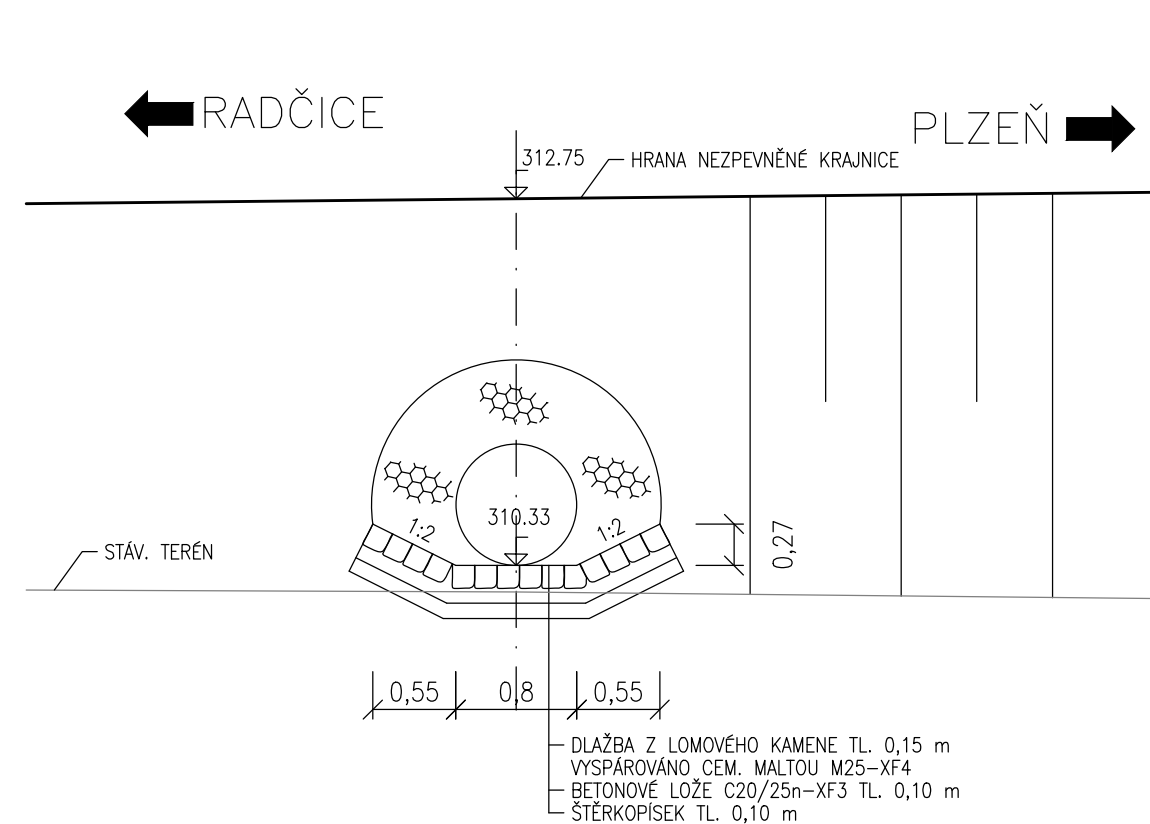 RADČICE
PLZEŇ
312.75
HRANA NEZPEVNĚNÉ KRAJNICE
310.33
1:2
1:2
0,27
STÁV. TERÉN
0,55
0,8
0,55
DLAŽBA Z LOMOVÉHO KAMENE TL. 0,15 m
VYSPÁROVÁNO CEM. MALTOU M25-XF4
BETONOVÉ LOŽE C20/25n-XF3 TL. 0,10 m
ŠTĚRKOPÍSEK TL. 0,10 m